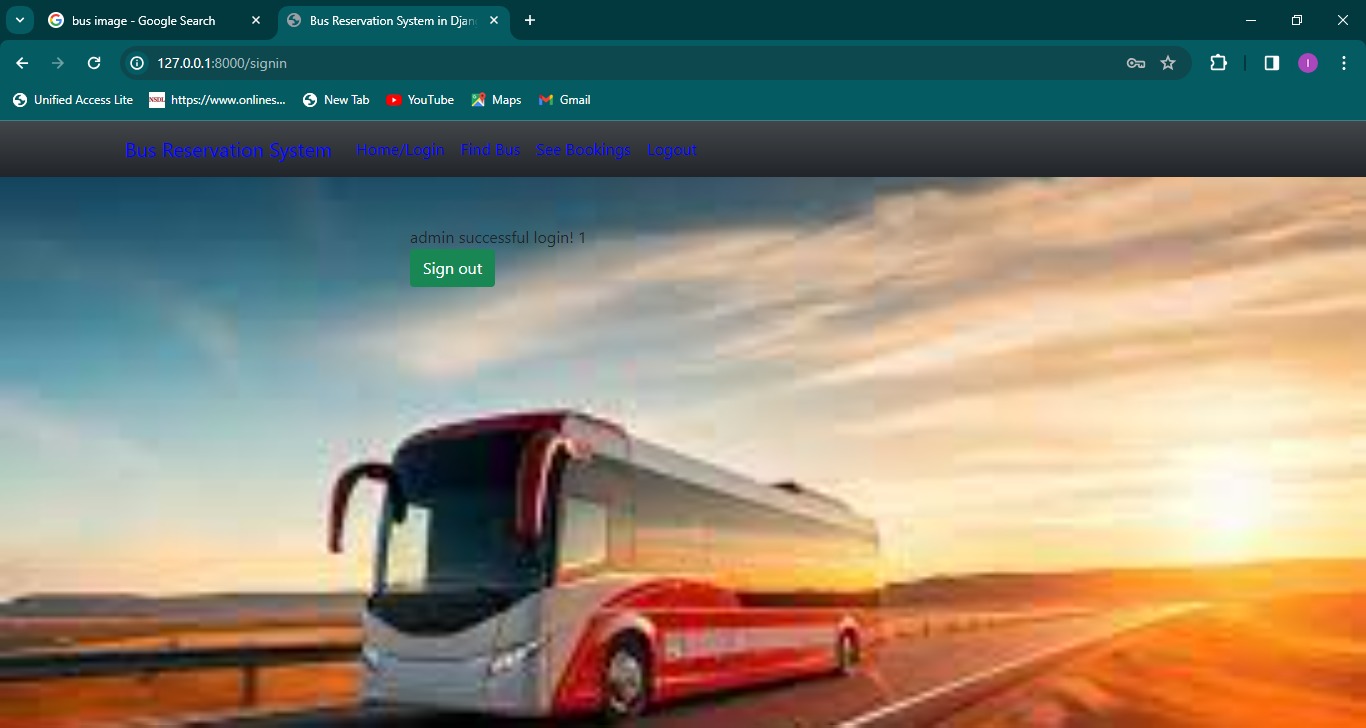 bus image - Google Search
Bus Reservation System in Djan
127.0.0.1:8000/signin
Unified Access Lite
NSDL
https://www.onlines...
New Tab
YouTube
Maps
Gmail
I
Bus Reservation System
Home/Login
Find Bus
See Bookings
Logout
admin successful login! 1
Sign out